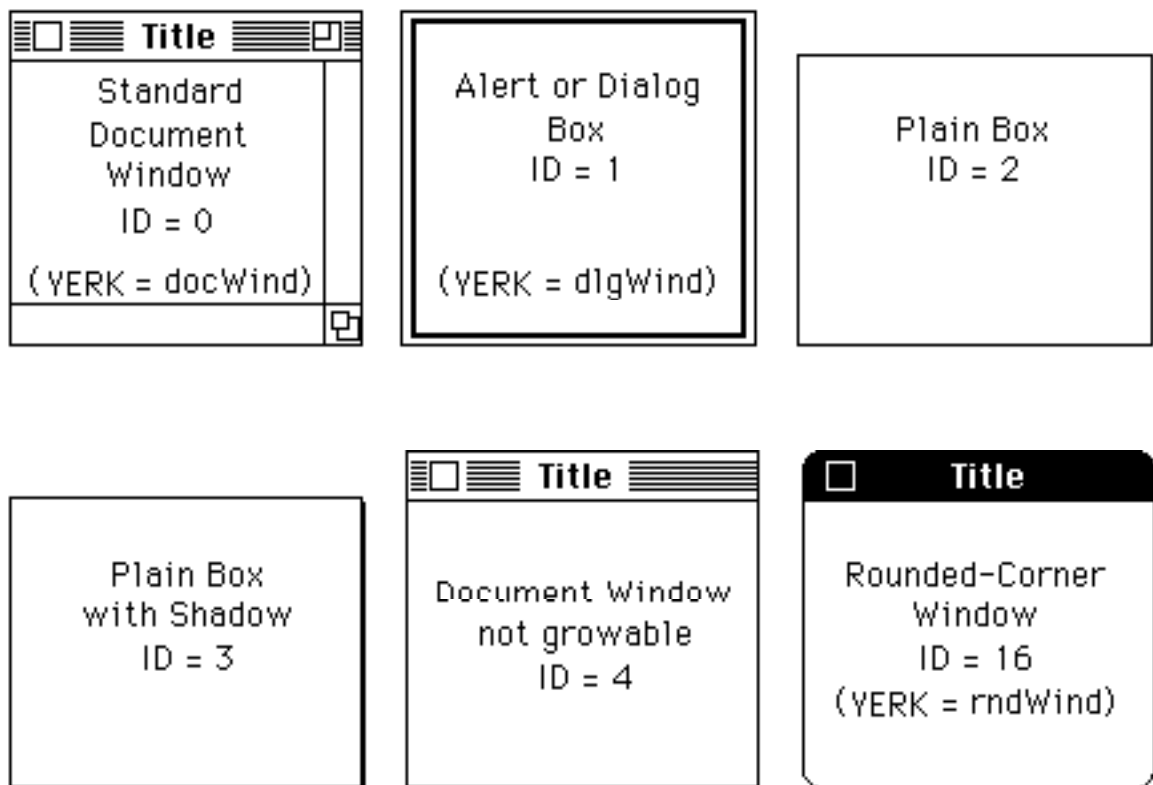 Title
Standard
Document
Window
ID = 0
(YERK = docWind)
Alert or Dialog
Box
ID = 1
(YERK = dlgWind)
Plain Box
ID = 2
Plain Box
with Shadow
ID = 3
Title
Document Window
not growable
ID = 4
Title
Rounded-Corner
Window
ID = 16
(YERK = rndWind)